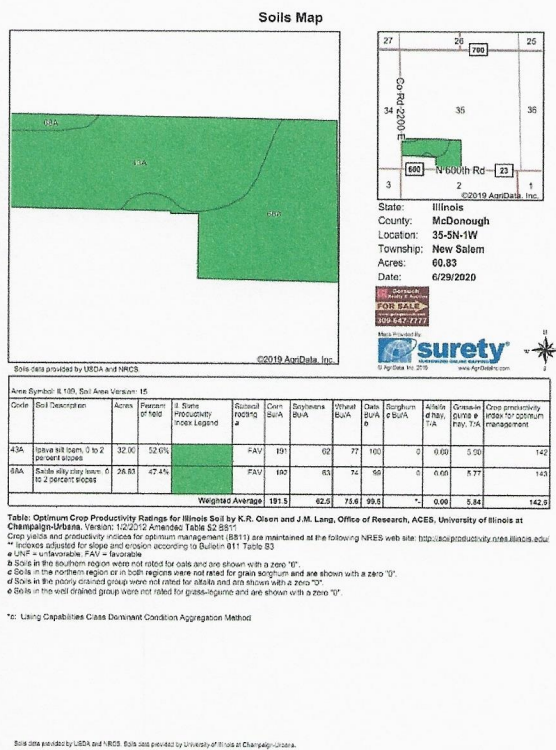 Soils Map
68A
43A
68A
©2019 AgriData, Inc.
Soils data provided by USDA and NRCS.
27 26 25
700
Co Rd 2200 E
34 35 36
600 N 600th Rd 23
3 2 1
©2019 AgriData, Inc.
State: Illinois
County: McDonough
Location: 35-5N-1W
Township: New Salem
Acres: 60.83
Date: 6/29/2020
Realty & Auction
FOR SALE
309-647-7777
Maps Provided By
surety®
CUSTOMIZED ONLINE MAPPING
© AgriData, Inc. 2019 www.AgriDataInc.com
Area Symbol: IL109, Soil Area Version: 15
Code Soil Description Acres Percent of field IL State Productivity Index Legend Subsoil rooting a Corn Bu/A Soybeans Bu/A Wheat Bu/A Oats Bu/A b Sorghum c Bu/A Alfalfa d hay, T/A Grass-legume e hay, T/A Crop productivity index for optimum management
43A Ipava silt loam, 0 to 2 percent slopes 32.00 52.6% FAV 191 62 77 100 0 0.00 5.90 142
68A Sable silty clay loam, 0 to 2 percent slopes 28.83 47.4% FAV 192 63 74 99 0 0.00 5.77 143
Weighted Average 191.5 62.5 75.6 99.5 *- 0.00 5.84 142.5
Table: Optimum Crop Productivity Ratings for Illinois Soil by K.R. Olson and J.M. Lang, Office of Research, ACES, University of Illinois at
Champaign-Urbana. Version: 1/2/2012 Amended Table S2 B811
Crop yields and productivity indices for optimum management (B811) are maintained at the following NRES web site: http://soilproductivity.nres.illinois.edu/
** Indexes adjusted for slope and erosion according to Bulletin 811 Table S3
a UNF = unfavorable; FAV = favorable
b Soils in the southern region were not rated for oats and are shown with a zero "0".
c Soils in the northern region or in both regions were not rated for grain sorghum and are shown with a zero "0".
d Soils in the poorly drained group were not rated for alfalfa and are shown with a zero "0".
e Soils in the well drained group were not rated for grass-legume and are shown with a zero "0".
*c: Using Capabilities Class Dominant Condition Aggregation Method
Soils data provided by USDA and NRCS. Soils data provided by University of Illinois at Champaign-Urbana.